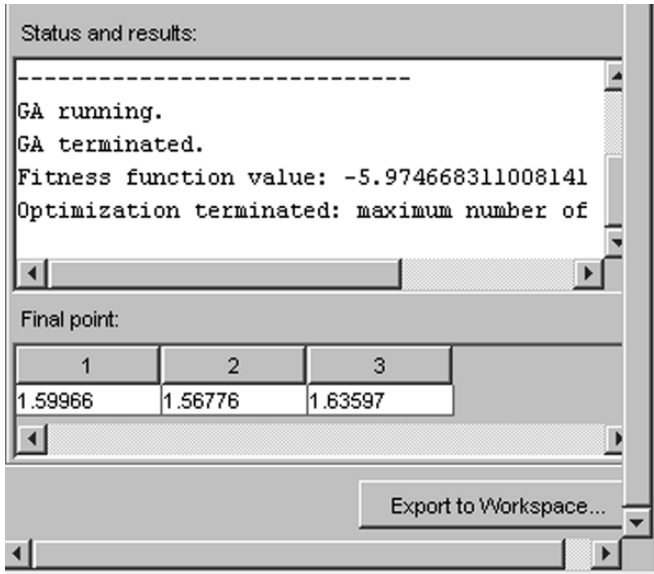 Status and results:
------------------------------
GA running.
GA terminated.
Fitness function value: -5.974668311008141
Optimization terminated: maximum number of
Final point:
1 2 3
1.59966 1.56776 1.63597
Export to Workspace...